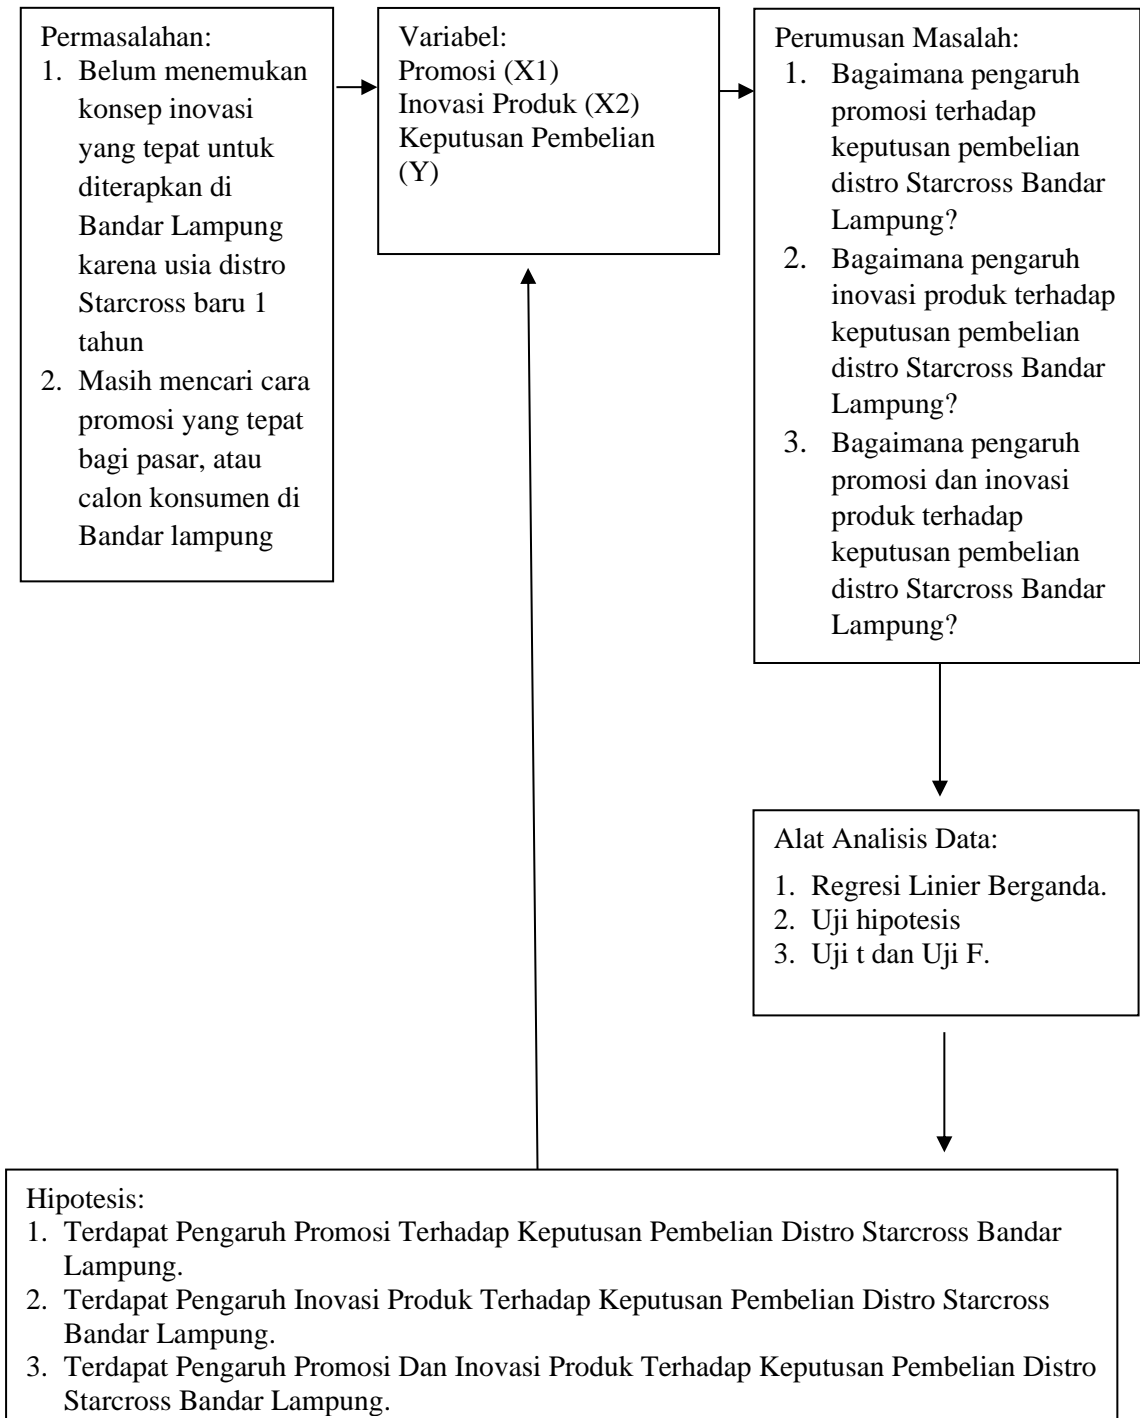 Permasalahan:
1. Belum menemukan
konsep inovasi
yang tepat untuk
diterapkan di
Bandar Lampung
karena usia distro
Starcross baru 1
tahun
2. Masih mencari cara
promosi yang tepat
bagi pasar, atau
calon konsumen di
Bandar lampung
Variabel:
Promosi (X1)
Inovasi Produk (X2)
Keputusan Pembelian
(Y)
Perumusan Masalah:
1. Bagaimana pengaruh
promosi terhadap
keputusan pembelian
distro Starcross Bandar
Lampung?
2. Bagaimana pengaruh
inovasi produk terhadap
keputusan pembelian
distro Starcross Bandar
Lampung?
3. Bagaimana pengaruh
promosi dan inovasi
produk terhadap
keputusan pembelian
distro Starcross Bandar
Lampung?
Alat Analisis Data:
1. Regresi Linier Berganda.
2. Uji hipotesis
3. Uji t dan Uji F.
Hipotesis:
1. Terdapat Pengaruh Promosi Terhadap Keputusan Pembelian Distro Starcross Bandar
Lampung.
2. Terdapat Pengaruh Inovasi Produk Terhadap Keputusan Pembelian Distro Starcross
Bandar Lampung.
3. Terdapat Pengaruh Promosi Dan Inovasi Produk Terhadap Keputusan Pembelian Distro
Starcross Bandar Lampung.